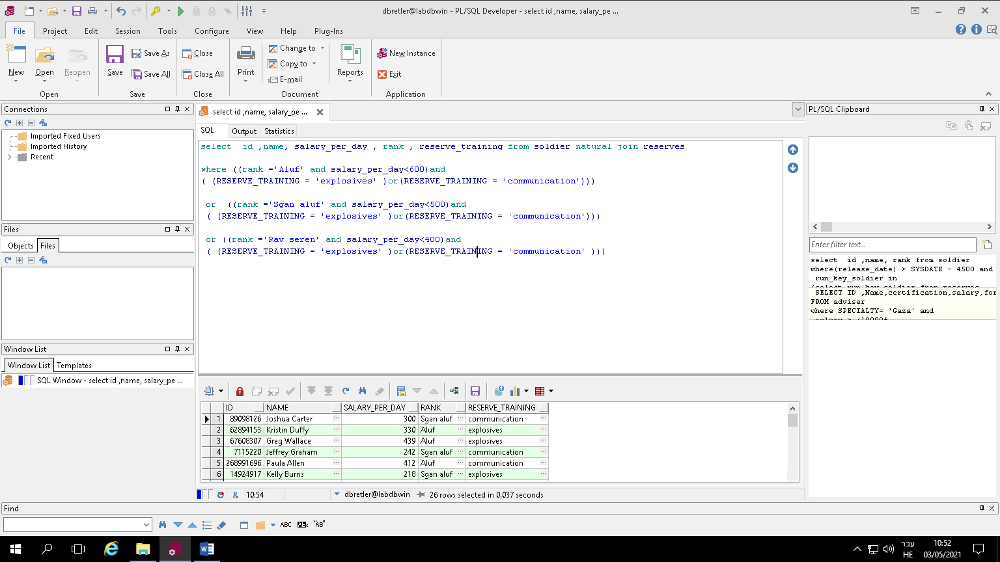 dbretler@labdbwin - PL/SQL Developer - select id ,name, salary_pe ...
File Project Edit Session Tools Configure View Help Plug-Ins
New Open Reopen Save Save As Save All Close Close All Print Change to Copy to E-mail Reports New Instance Exit
Open Save Close Document Application
Connections
Imported Fixed Users
Imported History
Recent
Files
Objects Files
Window List
Window List Templates
SQL Window - select id ,name, salary_pe ...
select id ,name, salary_pe ...
SQL Output Statistics
select  id ,name, salary_per_day , rank , reserve_training from soldier natural join reserves
where ((rank ='Aluf' and salary_per_day<600)and
( (RESERVE_TRAINING = 'explosives' )or(RESERVE_TRAINING = 'communication')))
or  ((rank ='Sgan aluf' and salary_per_day<500)and
( (RESERVE_TRAINING = 'explosives' )or(RESERVE_TRAINING = 'communication')))
or ((rank ='Rav seren' and salary_per_day<400)and
( (RESERVE_TRAINING = 'explosives' )or(RESERVE_TRAINING = 'communication' )))
ID NAME SALARY_PER_DAY RANK RESERVE_TRAINING
1 89098126 Joshua Carter ... 300 Sgan aluf ... communication ...
2 62894153 Kristin Duffy ... 330 Aluf ... explosives ...
3 67608307 Greg Wallace ... 439 Aluf ... explosives ...
4 7115220 Jeffrey Graham ... 242 Sgan aluf ... communication ...
5 268991696 Paula Allen ... 412 Aluf ... communication ...
6 14924917 Kelly Burns ... 218 Sgan aluf ... explosives ...
& 10:54 dbretler@labdbwin 26 rows selected in 0.037 seconds
PL/SQL Clipboard
Enter filter text...
select  id ,name, rank from soldier
where(release_date) > SYSDATE - 4500 and
run_key_soldier in
(select run_key_soldier from reserves
SELECT ID ,Name,certification,salary,for
FROM adviser
where SPECIALTY= 'Gaza' and
salary > (10000+
Find
ABC AB: "AB"
עבר
HE
10:52
03/05/2021